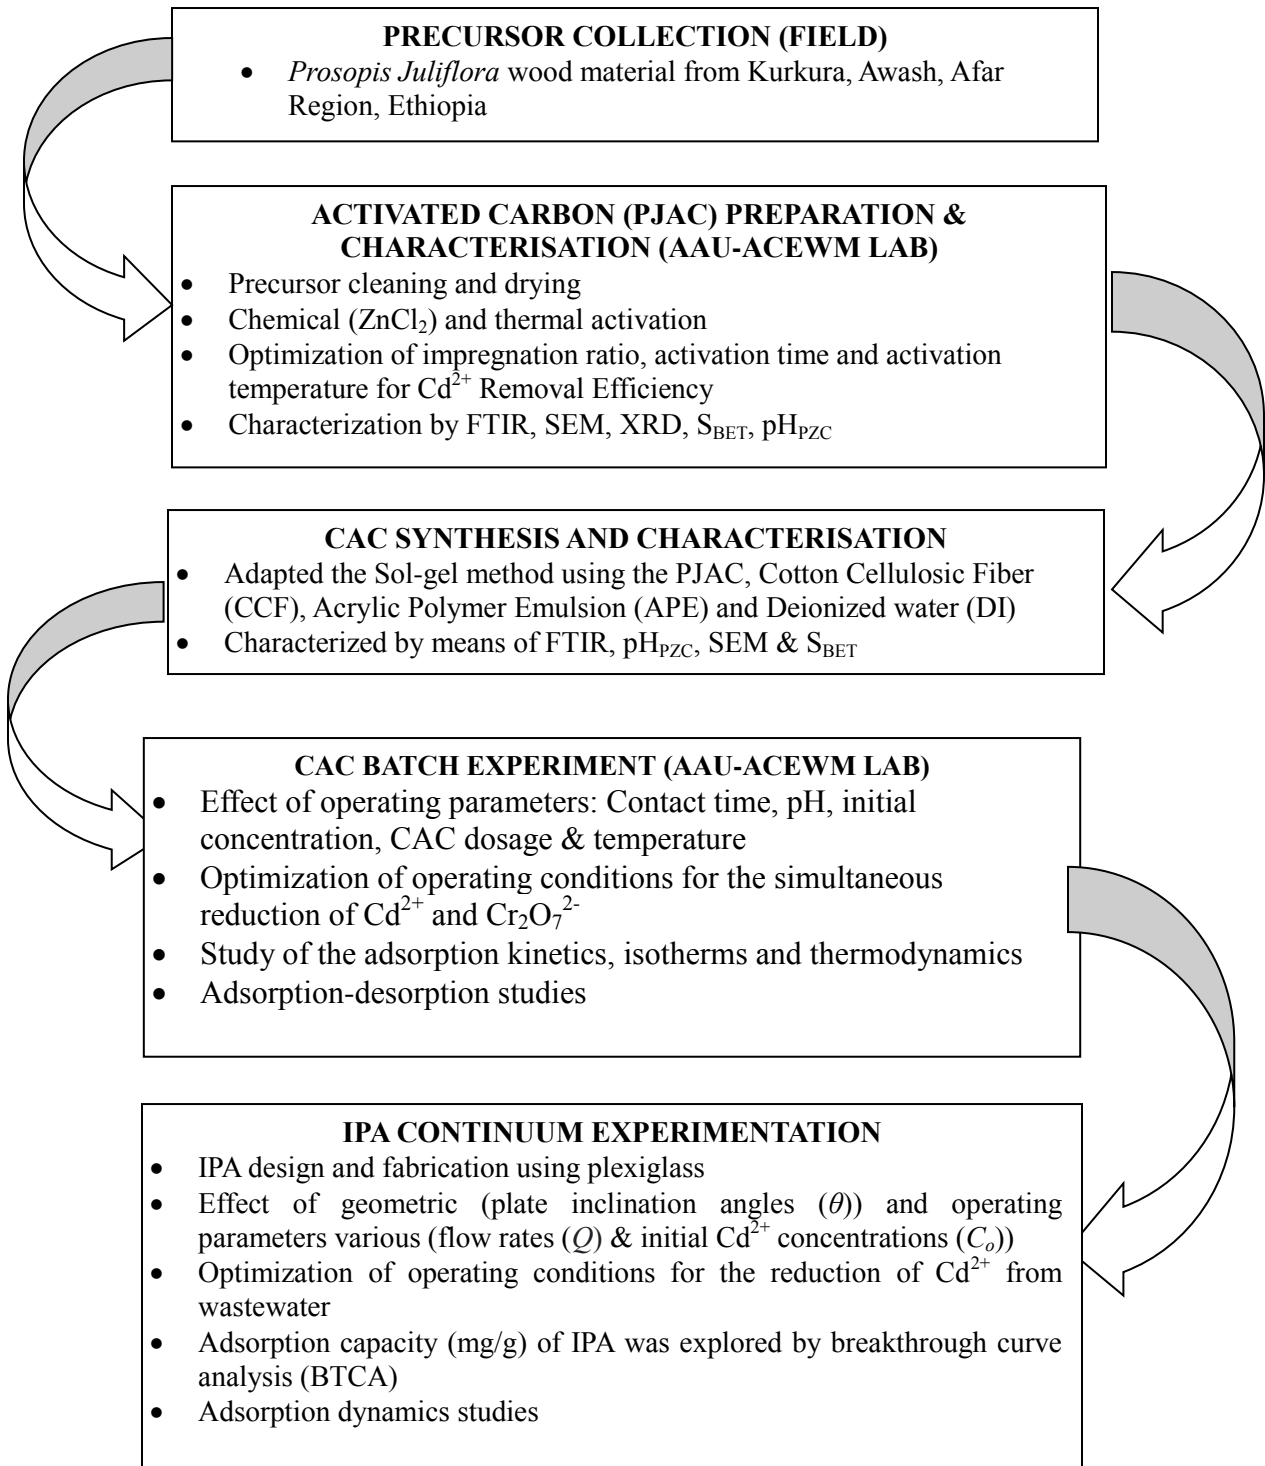 PRECURSOR COLLECTION (FIELD)
• Prosopis Juliflora wood material from Kurkura, Awash, Afar
Region, Ethiopia
ACTIVATED CARBON (PJAC) PREPARATION &
CHARACTERISATION (AAU-ACEWM LAB)
• Precursor cleaning and drying
• Chemical (ZnCl₂) and thermal activation
• Optimization of impregnation ratio, activation time and activation
temperature for Cd²⁺ Removal Efficiency
• Characterization by FTIR, SEM, XRD, S_BET, pH_PZC
CAC SYNTHESIS AND CHARACTERISATION
• Adapted the Sol-gel method using the PJAC, Cotton Cellulosic Fiber
(CCF), Acrylic Polymer Emulsion (APE) and Deionized water (DI)
• Characterized by means of FTIR, pH_PZC, SEM & S_BET
CAC BATCH EXPERIMENT (AAU-ACEWM LAB)
• Effect of operating parameters: Contact time, pH, initial
concentration, CAC dosage & temperature
• Optimization of operating conditions for the simultaneous
reduction of Cd²⁺ and Cr₂O₇²⁻
• Study of the adsorption kinetics, isotherms and thermodynamics
• Adsorption-desorption studies
IPA CONTINUUM EXPERIMENTATION
• IPA design and fabrication using plexiglass
• Effect of geometric (plate inclination angles (θ)) and operating
parameters various (flow rates (Q) & initial Cd²⁺ concentrations (Cₒ))
• Optimization of operating conditions for the reduction of Cd²⁺ from
wastewater
• Adsorption capacity (mg/g) of IPA was explored by breakthrough curve
analysis (BTCA)
• Adsorption dynamics studies